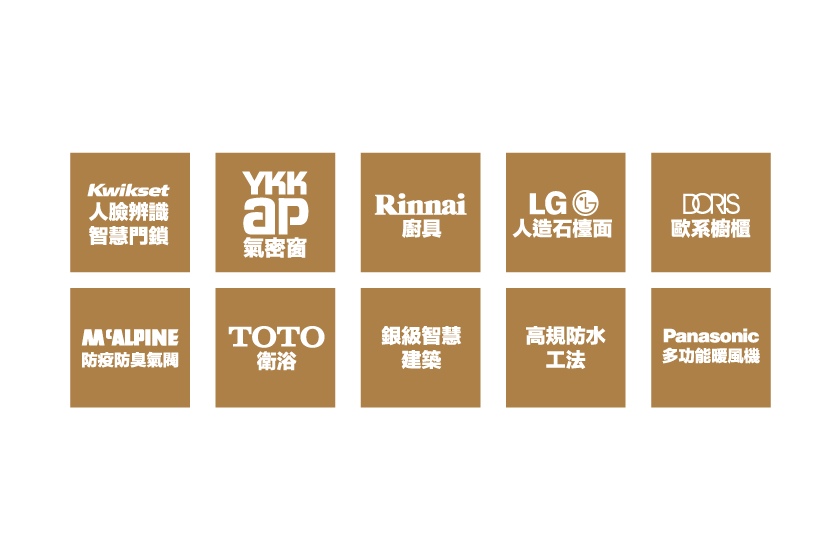 Kwikset
人臉辨識
智慧門鎖
YKK
ap
氣密窗
Rinnai
廚具
LG
人造石檯面
DORIS
歐系櫥櫃
McALPINE
防疫防臭氣閥
TOTO
衛浴
銀級智慧
建築
高規防水
工法
Panasonic
多功能暖風機